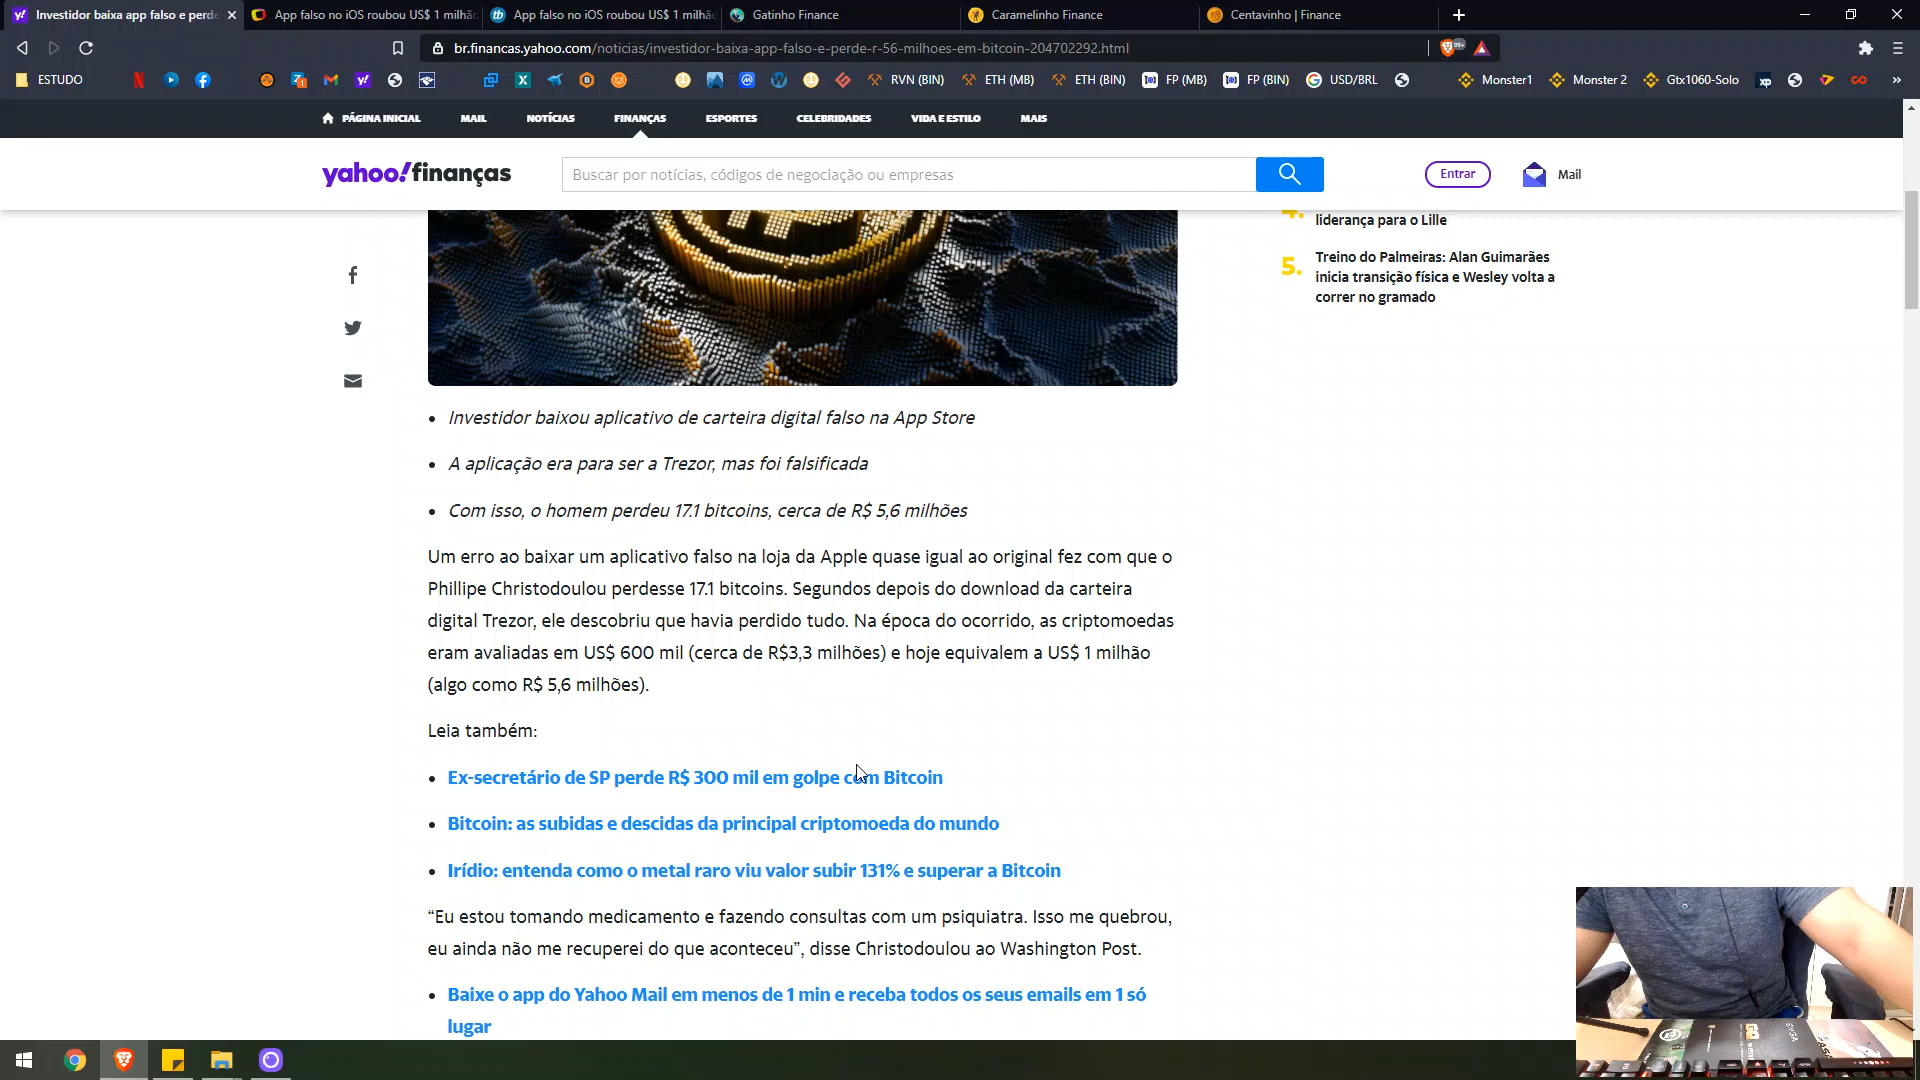 Investidor baixa app falso e perde
App falso no iOS roubou US$ 1 milhã
App falso no iOS roubou US$ 1 milhã
Gatinho Finance
Caramelinho Finance
Centavinho | Finance
br.financas.yahoo.com/noticias/investidor-baixa-app-falso-e-perde-r-56-milhoes-em-bitcoin-204702292.html
ESTUDO
RVN (BIN)
ETH (MB)
ETH (BIN)
FP (MB)
FP (BIN)
USD/BRL
Monster1
Monster 2
Gtx1060-Solo
PÁGINA INICIAL
MAIL
NOTÍCIAS
FINANÇAS
ESPORTES
CELEBRIDADES
VIDA E ESTILO
MAIS
yahoo!finanças
Buscar por notícias, códigos de negociação ou empresas
Entrar
Mail
4. liderança para o Lille
5. Treino do Palmeiras: Alan Guimarães
inicia transição física e Wesley volta a
correr no gramado
• Investidor baixou aplicativo de carteira digital falso na App Store
• A aplicação era para ser a Trezor, mas foi falsificada
• Com isso, o homem perdeu 17.1 bitcoins, cerca de R$ 5,6 milhões
Um erro ao baixar um aplicativo falso na loja da Apple quase igual ao original fez com que o
Phillipe Christodoulou perdesse 17.1 bitcoins. Segundos depois do download da carteira
digital Trezor, ele descobriu que havia perdido tudo. Na época do ocorrido, as criptomoedas
eram avaliadas em US$ 600 mil (cerca de R$3,3 milhões) e hoje equivalem a US$ 1 milhão
(algo como R$ 5,6 milhões).
Leia também:
• Ex-secretário de SP perde R$ 300 mil em golpe com Bitcoin
• Bitcoin: as subidas e descidas da principal criptomoeda do mundo
• Irídio: entenda como o metal raro viu valor subir 131% e superar a Bitcoin
“Eu estou tomando medicamento e fazendo consultas com um psiquiatra. Isso me quebrou,
eu ainda não me recuperei do que aconteceu”, disse Christodoulou ao Washington Post.
• Baixe o app do Yahoo Mail em menos de 1 min e receba todos os seus emails em 1 só
lugar